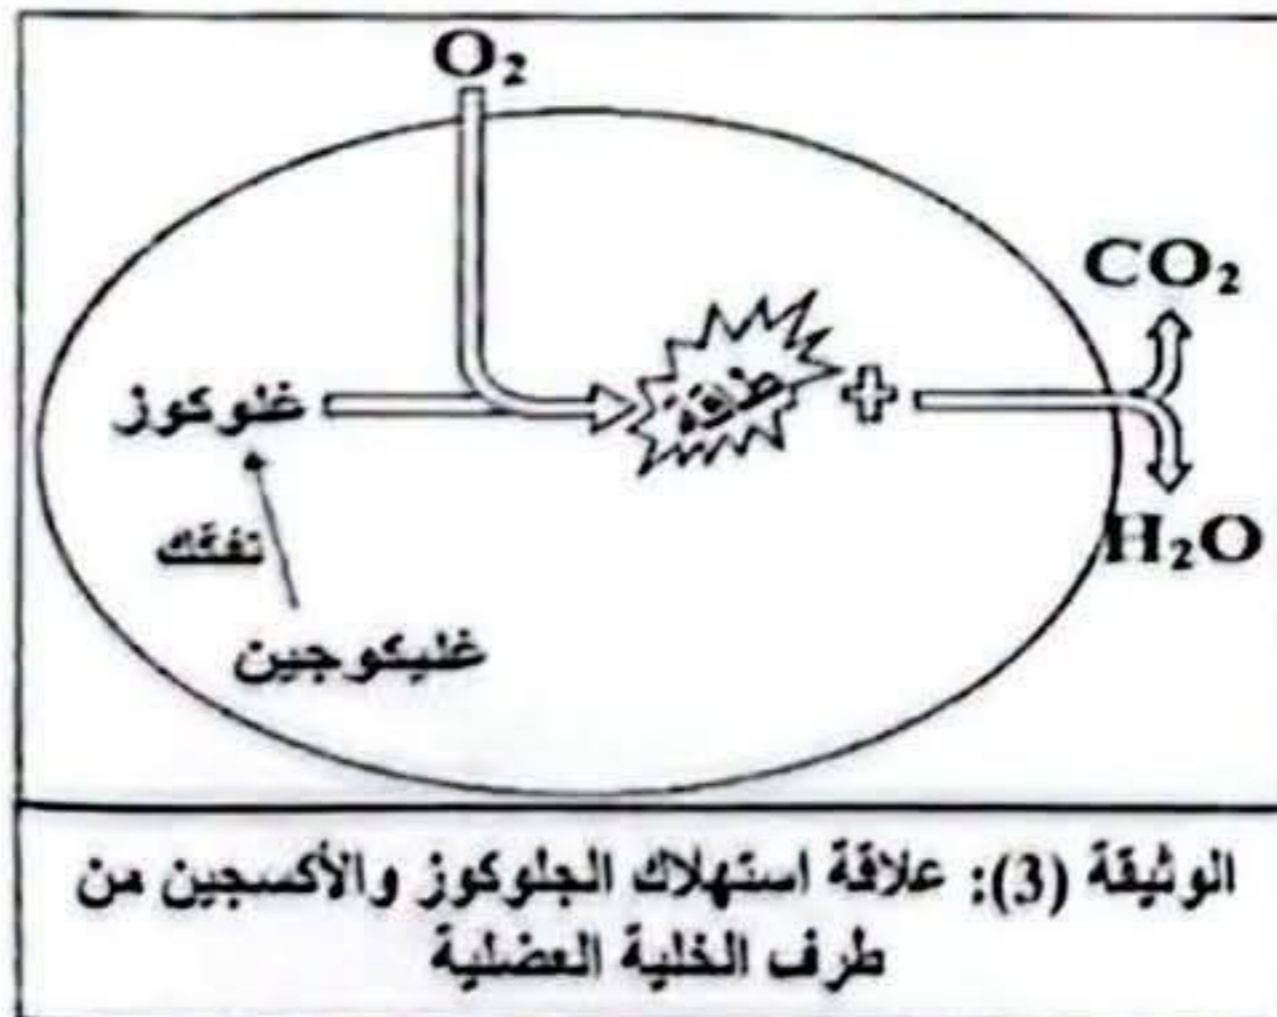 O₂
CO₂
غلوكوز
طاقة
+
H₂O
تفكك
غليكوجين
الوثيقة (3): علاقة استهلاك الجلوكوز والأكسجين من
طرف الخلية العضلية